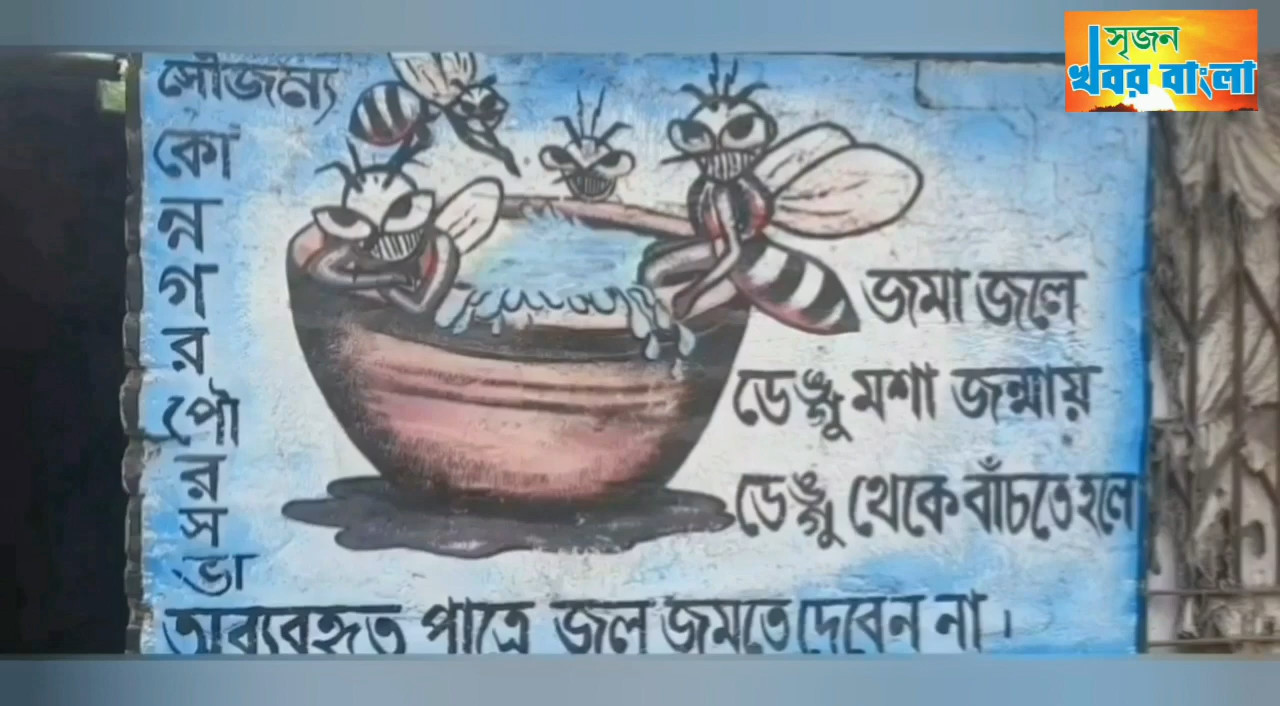 সৃজন
খবর বাংলা
সৌজন্য
কোন্নগর পৌরসভা
জমা জলে
ডেঙ্গু মশা জন্মায়
ডেঙ্গু থেকে বাঁচতে হলে
অব্যবহৃত পাত্রে জল জমতে দেবেন না।